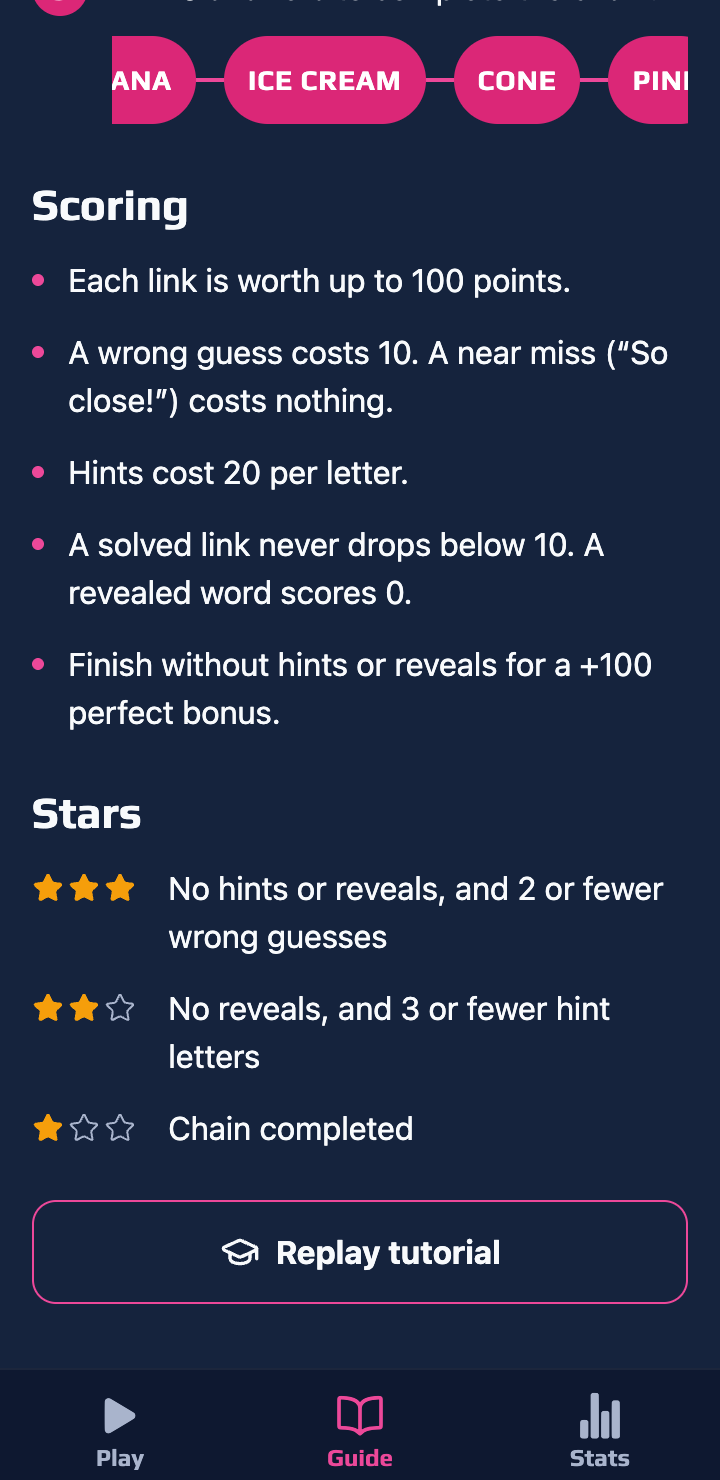 ANA ICE CREAM CONE PIN
Scoring
Each link is worth up to 100 points.
A wrong guess costs 10. A near miss (“So
close!”) costs nothing.
Hints cost 20 per letter.
A solved link never drops below 10. A
revealed word scores 0.
Finish without hints or reveals for a +100
perfect bonus.
Stars
No hints or reveals, and 2 or fewer
wrong guesses
No reveals, and 3 or fewer hint
letters
Chain completed
Replay tutorial
Play Guide Stats